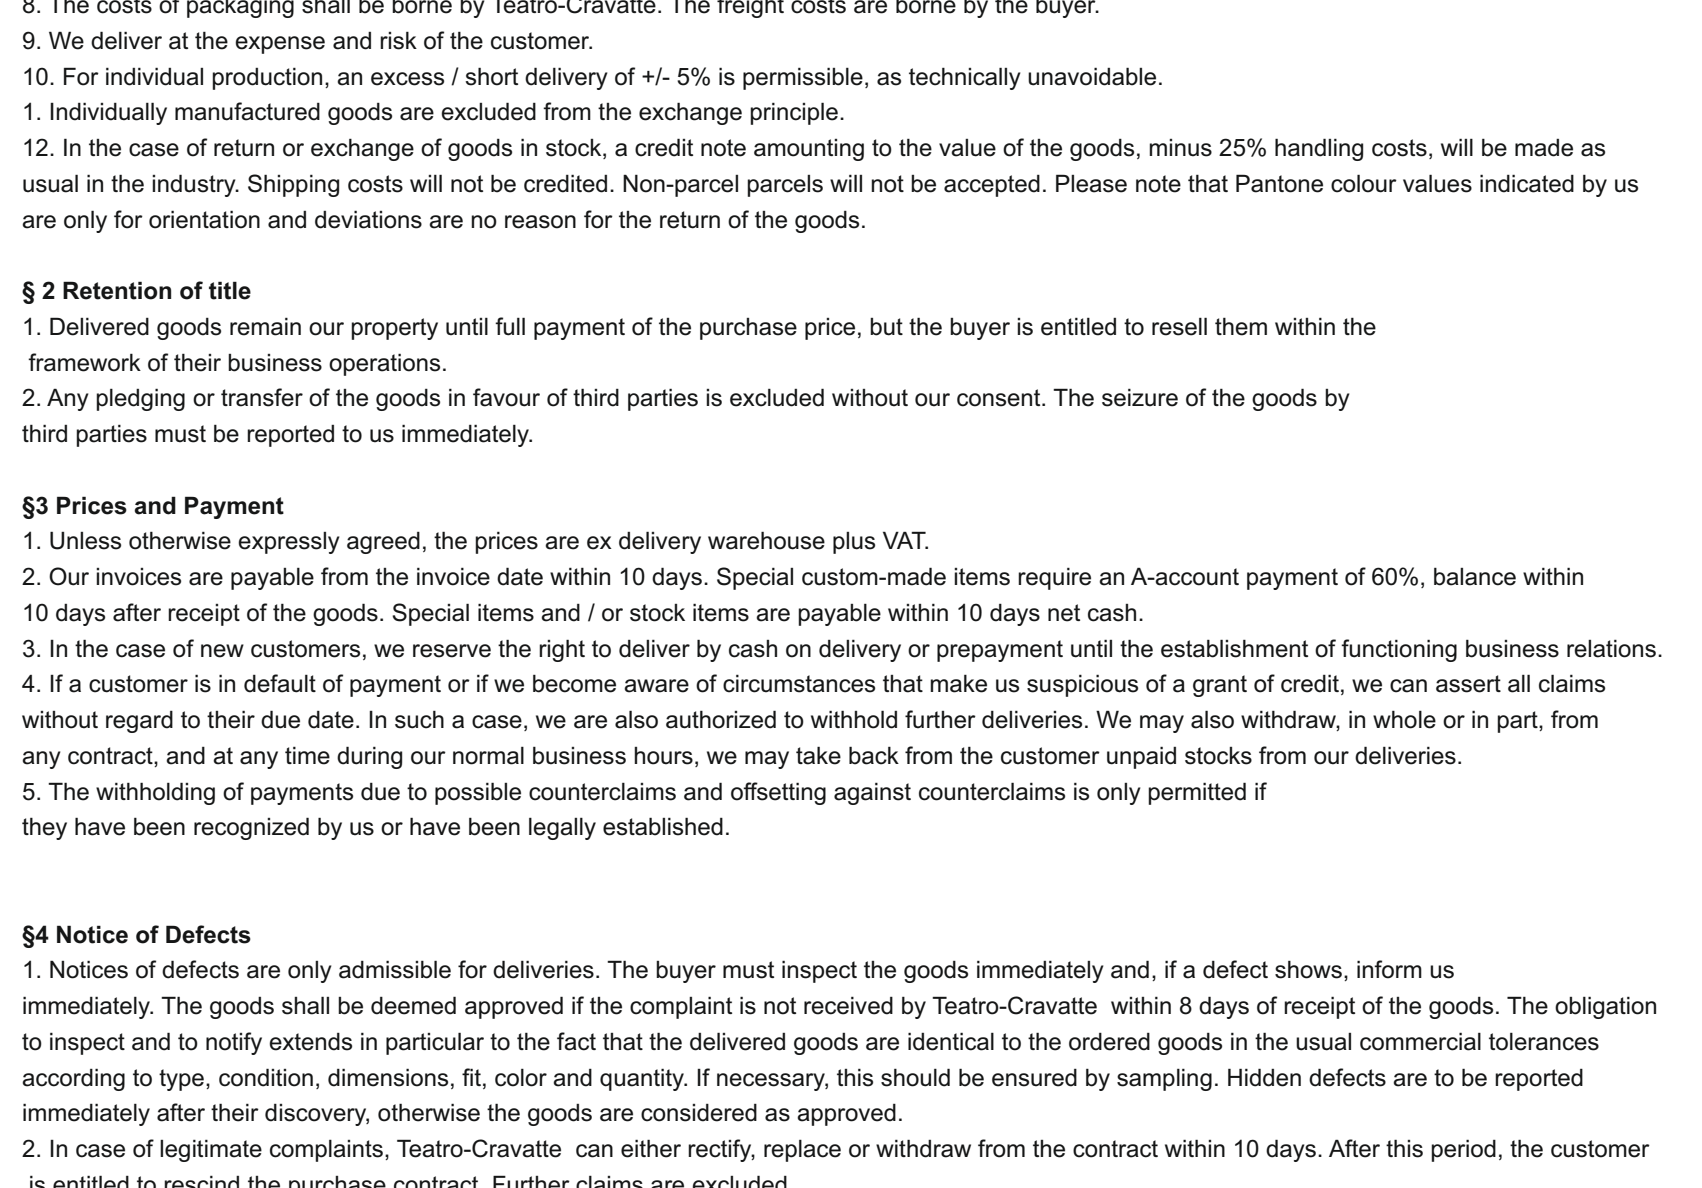 8. The costs of packaging shall be borne by Teatro-Cravatte. The freight costs are borne by the buyer.
9. We deliver at the expense and risk of the customer.
10. For individual production, an excess / short delivery of +/- 5% is permissible, as technically unavoidable.
1. Individually manufactured goods are excluded from the exchange principle.
12. In the case of return or exchange of goods in stock, a credit note amounting to the value of the goods, minus 25% handling costs, will be made as
usual in the industry. Shipping costs will not be credited. Non-parcel parcels will not be accepted. Please note that Pantone colour values indicated by us
are only for orientation and deviations are no reason for the return of the goods.
§ 2 Retention of title
1. Delivered goods remain our property until full payment of the purchase price, but the buyer is entitled to resell them within the
framework of their business operations.
2. Any pledging or transfer of the goods in favour of third parties is excluded without our consent. The seizure of the goods by
third parties must be reported to us immediately.
§3 Prices and Payment
1. Unless otherwise expressly agreed, the prices are ex delivery warehouse plus VAT.
2. Our invoices are payable from the invoice date within 10 days. Special custom-made items require an A-account payment of 60%, balance within
10 days after receipt of the goods. Special items and / or stock items are payable within 10 days net cash.
3. In the case of new customers, we reserve the right to deliver by cash on delivery or prepayment until the establishment of functioning business relations.
4. If a customer is in default of payment or if we become aware of circumstances that make us suspicious of a grant of credit, we can assert all claims
without regard to their due date. In such a case, we are also authorized to withhold further deliveries. We may also withdraw, in whole or in part, from
any contract, and at any time during our normal business hours, we may take back from the customer unpaid stocks from our deliveries.
5. The withholding of payments due to possible counterclaims and offsetting against counterclaims is only permitted if
they have been recognized by us or have been legally established.
§4 Notice of Defects
1. Notices of defects are only admissible for deliveries. The buyer must inspect the goods immediately and, if a defect shows, inform us
immediately. The goods shall be deemed approved if the complaint is not received by Teatro-Cravatte within 8 days of receipt of the goods. The obligation
to inspect and to notify extends in particular to the fact that the delivered goods are identical to the ordered goods in the usual commercial tolerances
according to type, condition, dimensions, fit, color and quantity. If necessary, this should be ensured by sampling. Hidden defects are to be reported
immediately after their discovery, otherwise the goods are considered as approved.
2. In case of legitimate complaints, Teatro-Cravatte can either rectify, replace or withdraw from the contract within 10 days. After this period, the customer
is entitled to rescind the purchase contract. Further claims are excluded.